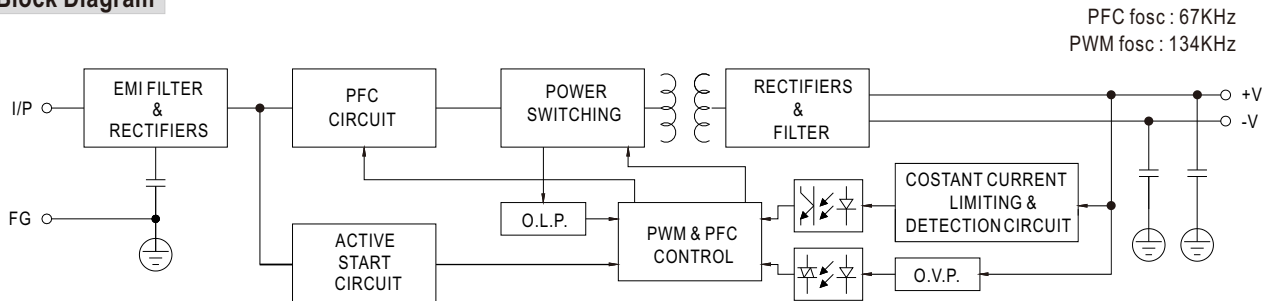 Block Diagram
PFC fosc : 67KHz
PWM fosc : 134KHz
I/P
EMI FILTER
&
RECTIFIERS
PFC
CIRCUIT
POWER
SWITCHING
RECTIFIERS
&
FILTER
+V
-V
FG
O.L.P.
ACTIVE
START
CIRCUIT
PWM & PFC
CONTROL
COSTANT CURRENT
LIMITING &
DETECTION CIRCUIT
O.V.P.